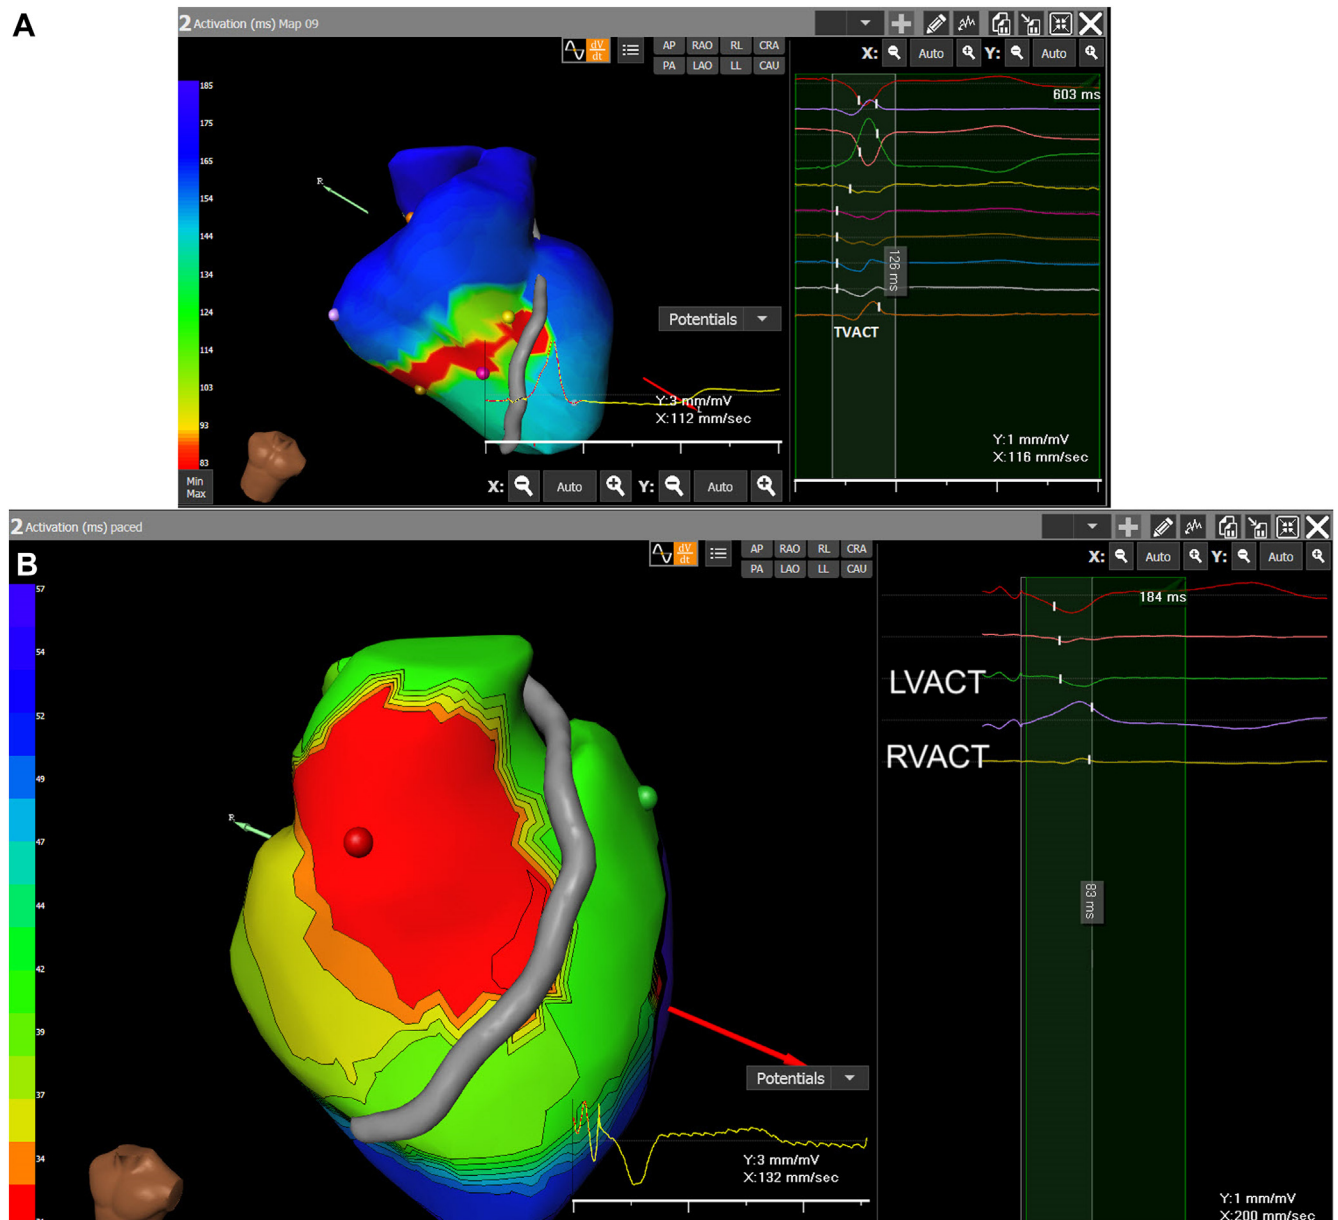 A
2 Activation (ms) Map 09
dV
dt
AP RAO RL CRA
PA LAO LL CAU
X: Auto Y: Auto
185
175
165
154
144
134
124
114
103
93
83
Min
Max
R
603 ms
126 ms
TVACT
Potentials
Y:3 mm/mV
X:112 mm/sec
Y:1 mm/mV
X:116 mm/sec
X: Auto Y: Auto
2 Activation (ms) paced
B
dV
dt
AP RAO RL CRA
PA LAO LL CAU
X: Auto Y: Auto
57
54
52
49
47
44
42
39
37
34
R
184 ms
LVACT
RVACT
83 ms
Potentials
Y:3 mm/mV
X:132 mm/sec
Y:1 mm/mV
X:200 mm/sec